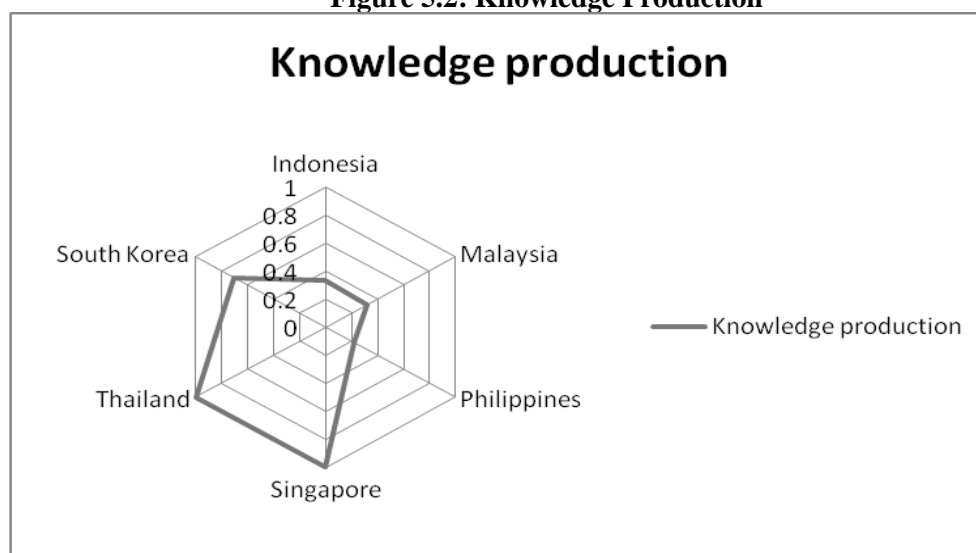 Figure 5.2: Knowledge Production
Knowledge production
Indonesia
1
0.8
0.6
0.4
0.2
0
South Korea
Malaysia
Thailand
Philippines
Singapore
Knowledge production